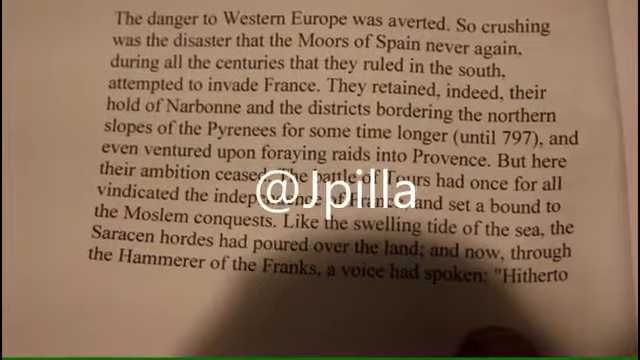 The danger to Western Europe was averted. So crushing
was the disaster that the Moors of Spain never again,
during all the centuries that they ruled in the south,
attempted to invade France. They retained, indeed, their
hold of Narbonne and the districts bordering the northern
slopes of the Pyrenees for some time longer (until 797), and
even ventured upon foraying raids into Provence. But here
their ambition ceased. The battle of Tours had once for all
vindicated the independence of France, and set a bound to
the Moslem conquests. Like the swelling tide of the sea, the
Saracen hordes had poured over the land; and now, through
the Hammerer of the Franks, a voice had spoken: "Hitherto
@Jpilla